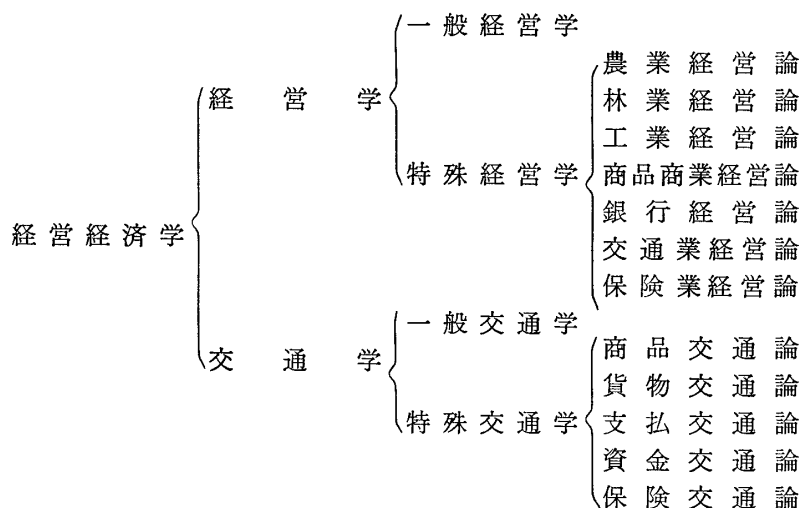 一般経営学
農業経営論
経営学
林業経営論
工業経営論
特殊経営学
商品商業経営論
銀行経営論
経営経済学
交通業経営論
保険業経営論
一般交通学
商品交通論
交通学
貨物交通論
特殊交通学
支払交通論
資金交通論
保険交通論